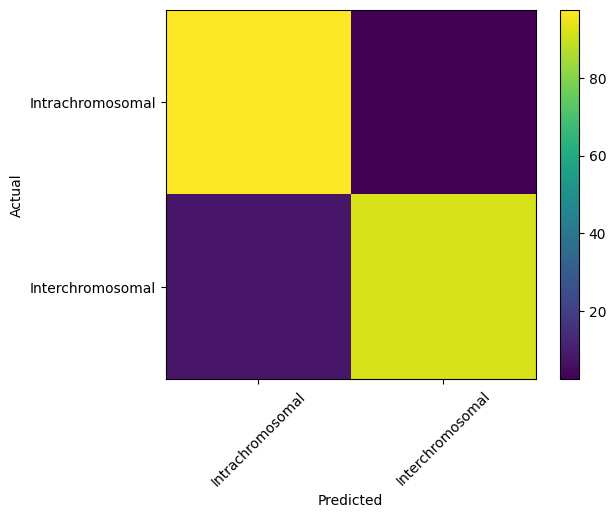 Intrachromosomal
Interchromosomal
Actual
Intrachromosomal
Interchromosomal
Predicted
80
60
40
20